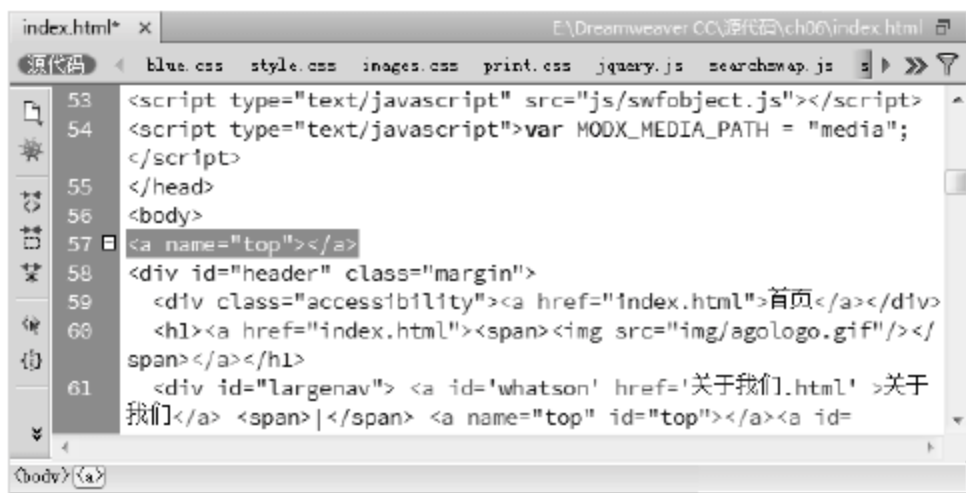 index.html* ×
E:\Dreamweaver CC\源代码\ch06\index.html
源代码 blue.css style.css images.css print.css jquery.js searchswap.js s
53 <script type="text/javascript" src="js/swfobject.js"></script>
54 <script type="text/javascript">var MODX_MEDIA_PATH = "media";
</script>
55 </head>
56 <body>
57 <a name="top"></a>
58 <div id="header" class="margin">
59 <div class="accessibility"><a href="index.html">首页</a></div>
60 <h1><a href="index.html"><span><img src="img/agologo.gif"/></
span></a></h1>
61 <div id="largenav"> <a id='whatson' href='关于我们.html' >关于
我们</a> <span>|</span> <a name="top" id="top"></a><a id=
<body><a>